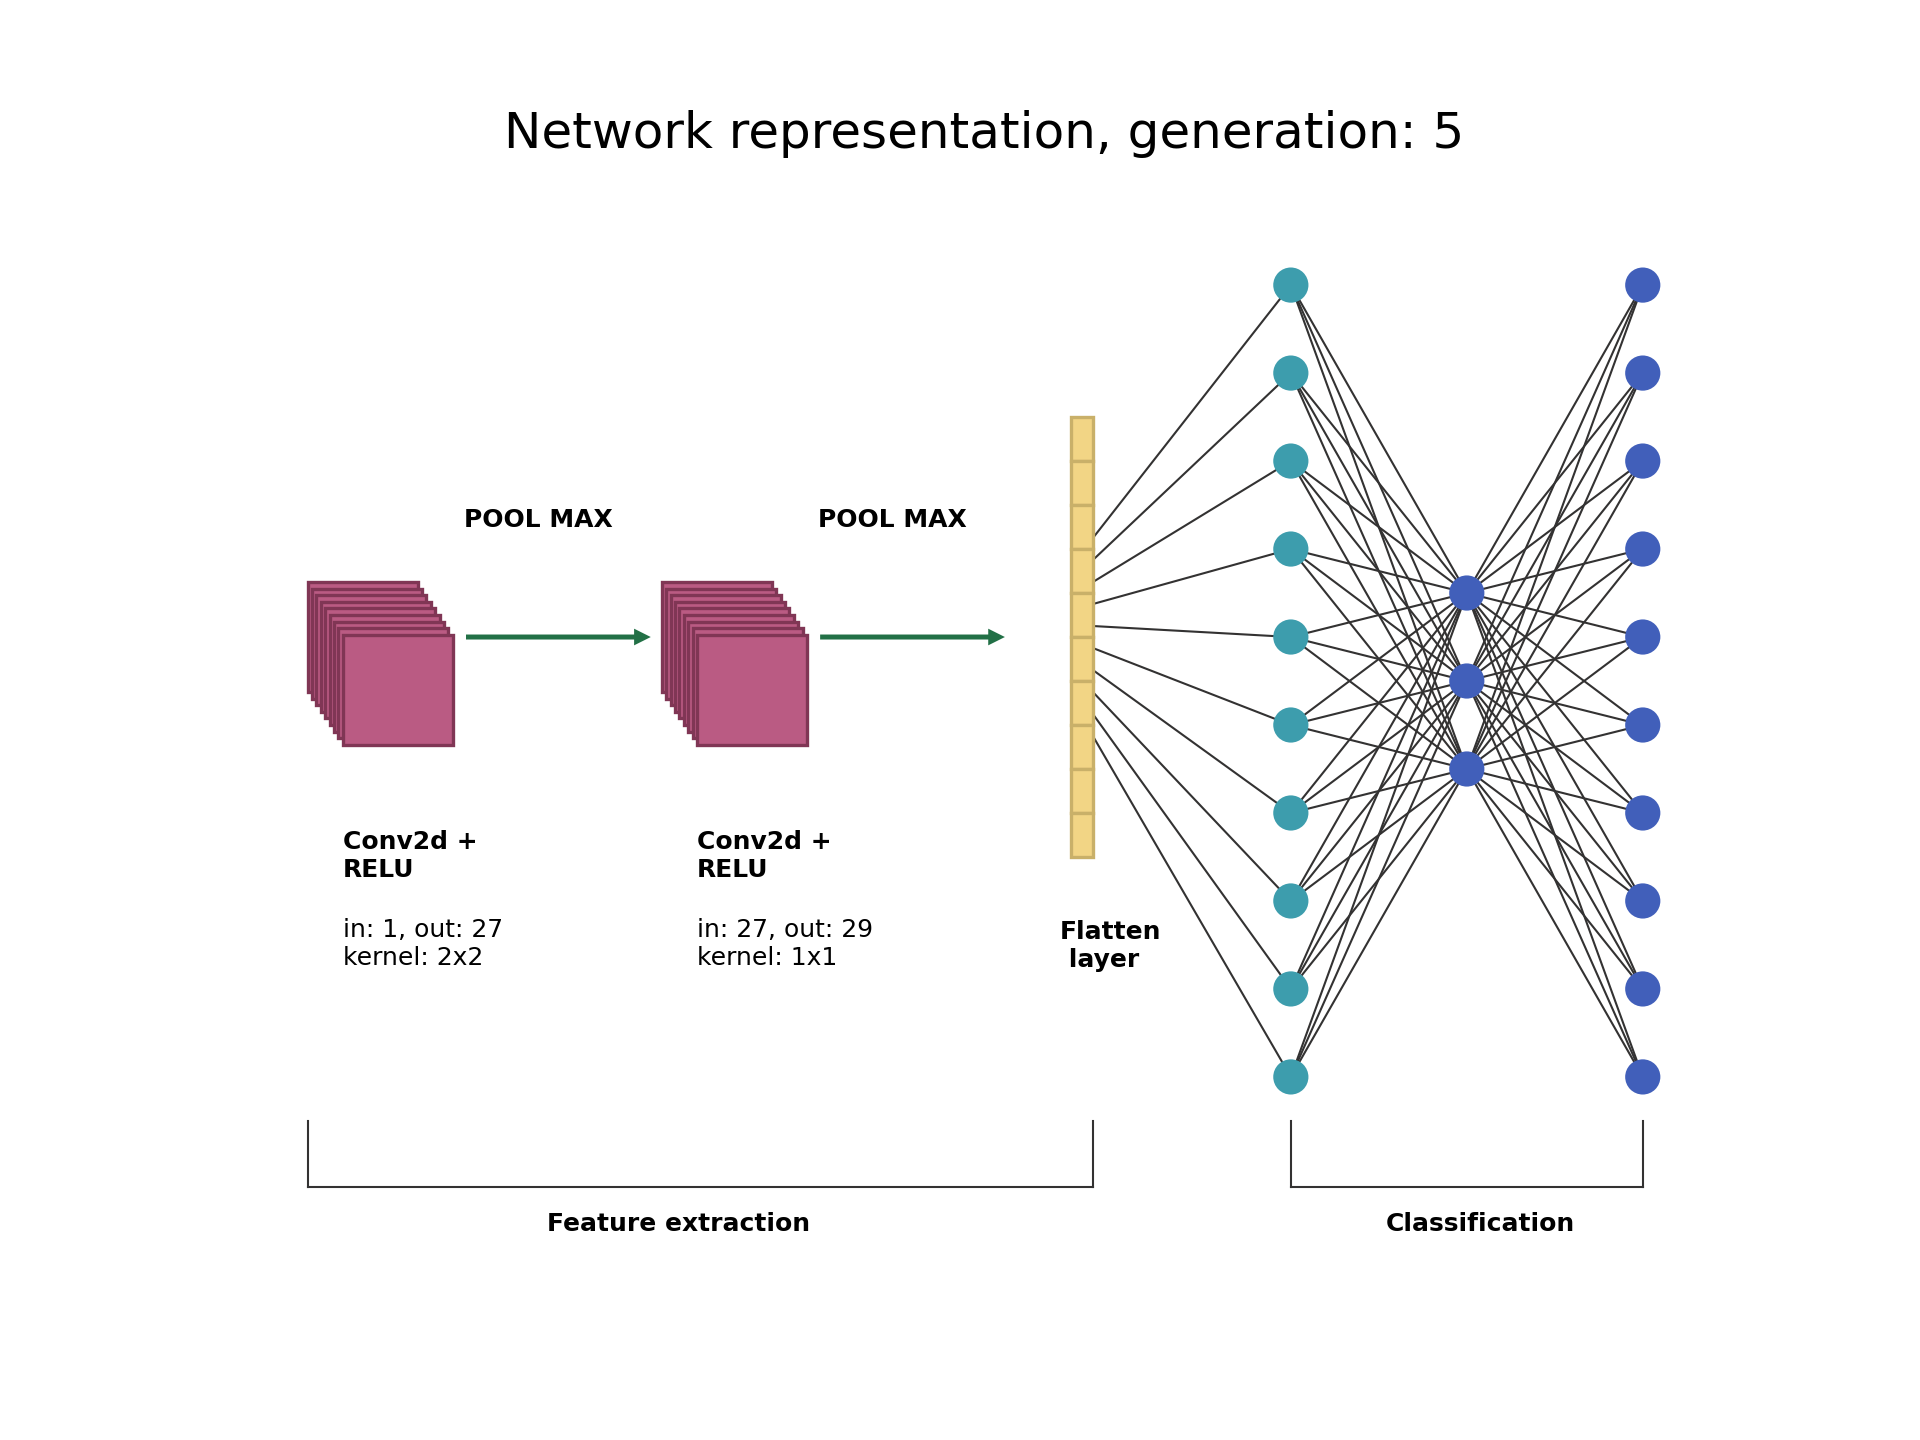 Network representation, generation: 5
POOL MAX
POOL MAX
Conv2d +
RELU
in: 1, out: 27
kernel: 2x2
Conv2d +
RELU
in: 27, out: 29
kernel: 1x1
Flatten
layer
Feature extraction
Classification